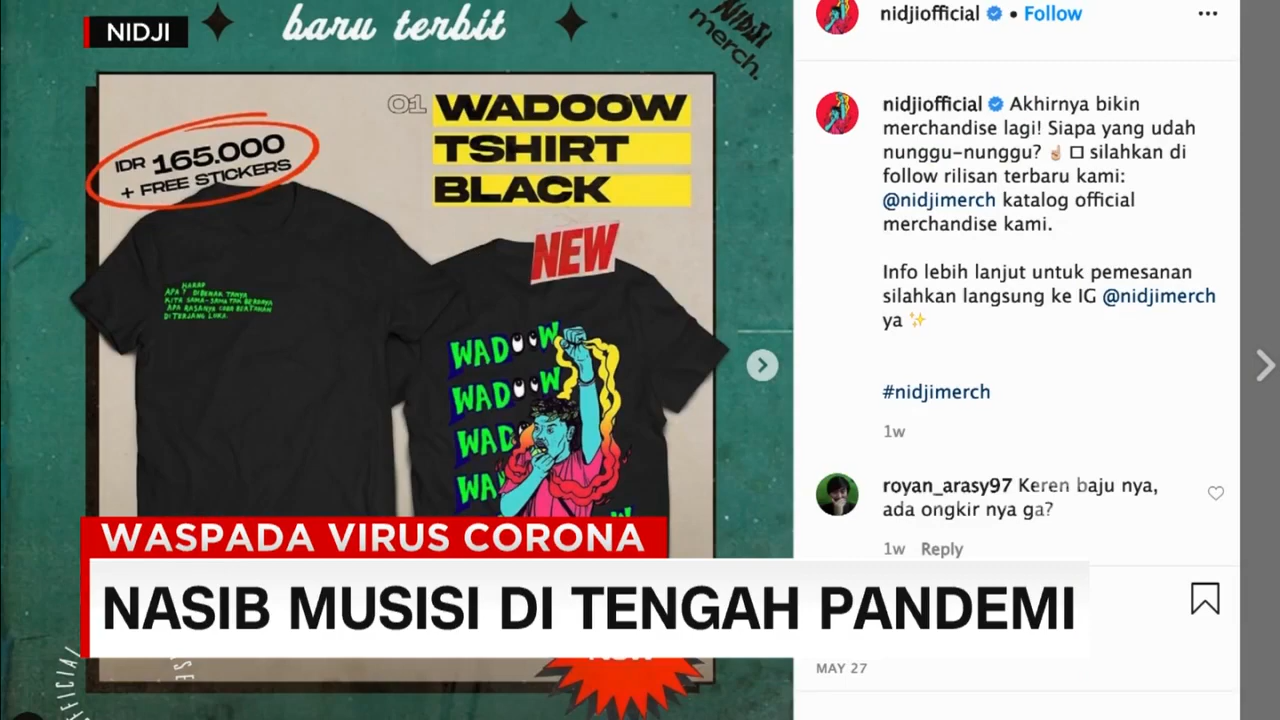 NIDJI
baru terbit
NIDJI
merch.
01 WADOOW
TSHIRT
BLACK
IDR 165.000
+ FREE STICKERS
NEW
WADOOW
WADOOW
WAD
WA
WASPADA VIRUS CORONA
NASIB MUSISI DI TENGAH PANDEMI
nidjiofficial • Follow
nidjiofficial Akhirnya bikin
merchandise lagi! Siapa yang udah
nunggu-nunggu? ☝🏼 □ silahkan di
follow rilisan terbaru kami:
@nidjimerch katalog official
merchandise kami.
Info lebih lanjut untuk pemesanan
silahkan langsung ke IG @nidjimerch
ya ✨
#nidjimerch
1w
royan_arasy97 Keren baju nya,
ada ongkir nya ga?
1w Reply
MAY 27